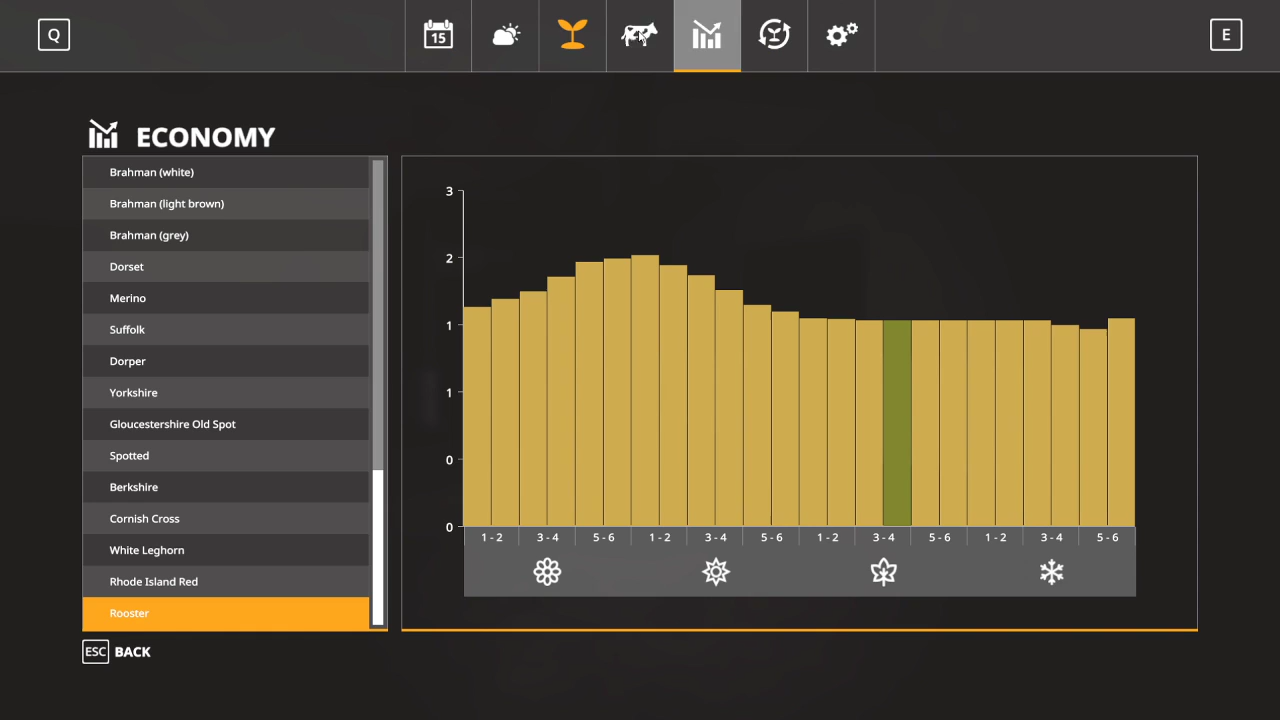 Q
15
E
ECONOMY
Brahman (white)
Brahman (light brown)
Brahman (grey)
Dorset
Merino
Suffolk
Dorper
Yorkshire
Gloucestershire Old Spot
Spotted
Berkshire
Cornish Cross
White Leghorn
Rhode Island Red
Rooster
3
2
1
1
0
0
1 - 2 3 - 4 5 - 6 1 - 2 3 - 4 5 - 6 1 - 2 3 - 4 5 - 6 1 - 2 3 - 4 5 - 6
ESC BACK